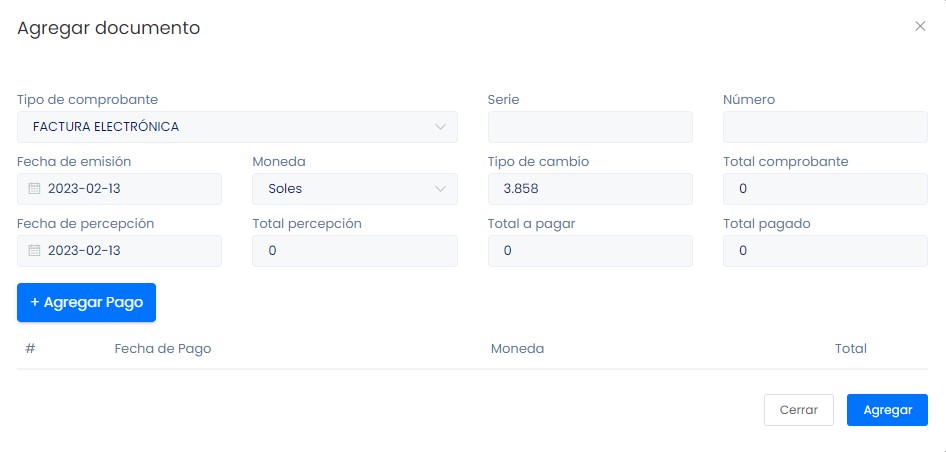 Agregar documento
Tipo de comprobante
Serie
Número
FACTURA ELECTRÓNICA
Fecha de emisión
Moneda
Tipo de cambio
Total comprobante
2023-02-13
Soles
3.858
0
Fecha de percepción
Total percepción
Total a pagar
Total pagado
2023-02-13
0
0
0
+ Agregar Pago
# Fecha de Pago Moneda Total
Cerrar
Agregar